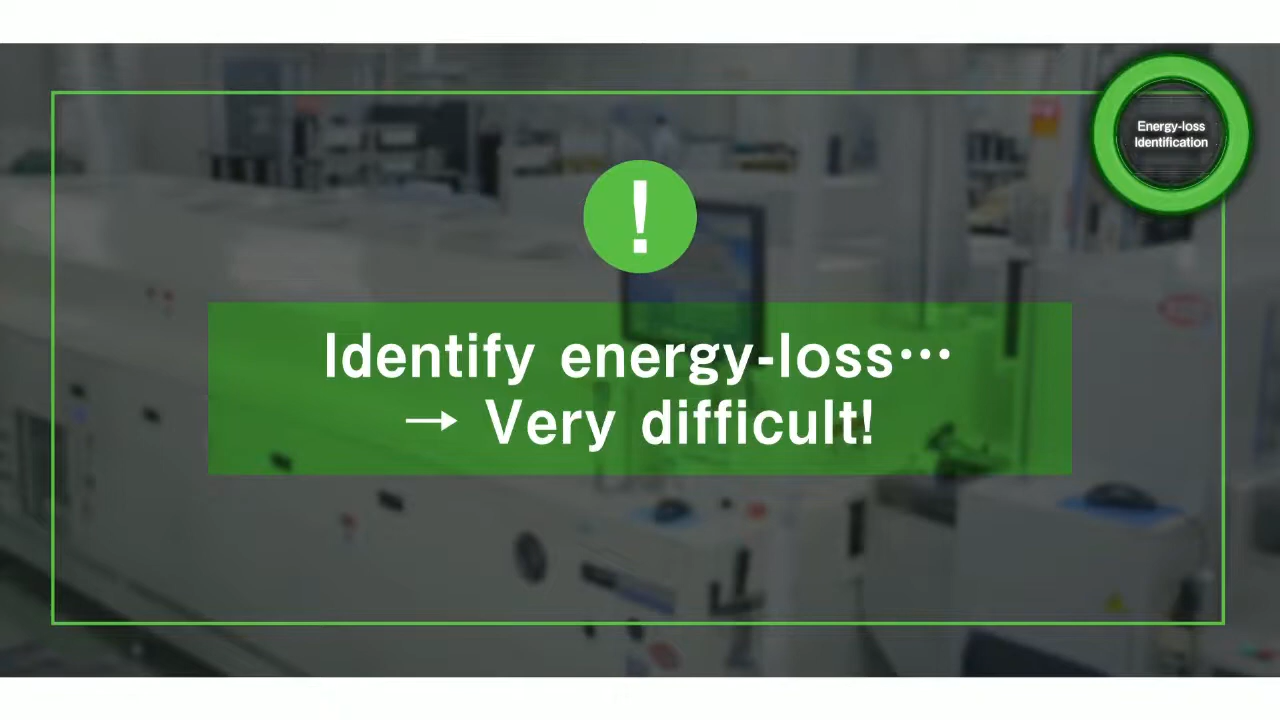 Energy-loss
Identification
!
Identify energy-loss⋯
→ Very difficult!